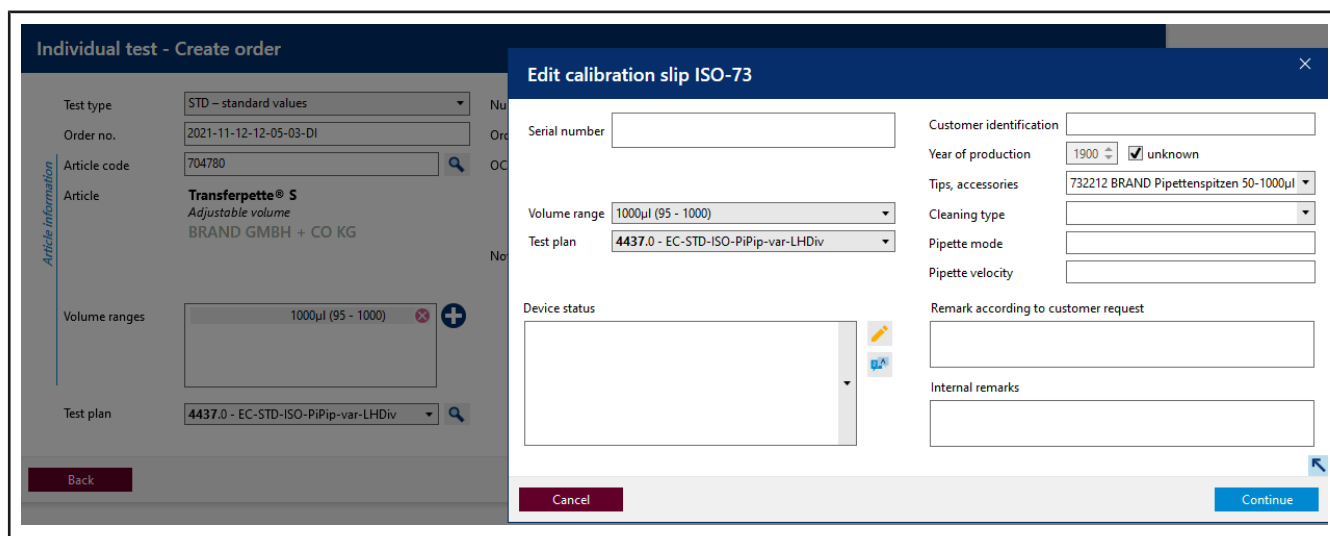 Individual test - Create order
Test type
STD – standard values
Order no.
2021-11-12-12-05-03-DI
Article information
Article code
704780
Article
Transferpette® S
Adjustable volume
BRAND GMBH + CO KG
Volume ranges
1000µl (95 - 1000)
Test plan
4437.0 - EC-STD-ISO-PiPip-var-LHDiv
Back
Nu
Ord
OC
Not
Edit calibration slip ISO-73
Serial number
Volume range
1000µl (95 - 1000)
Test plan
4437.0 - EC-STD-ISO-PiPip-var-LHDiv
Customer identification
Year of production
1900
unknown
Tips, accessories
732212 BRAND Pipettenspitzen 50-1000µl
Cleaning type
Pipette mode
Pipette velocity
Device status
Remark according to customer request
Internal remarks
Cancel
Continue